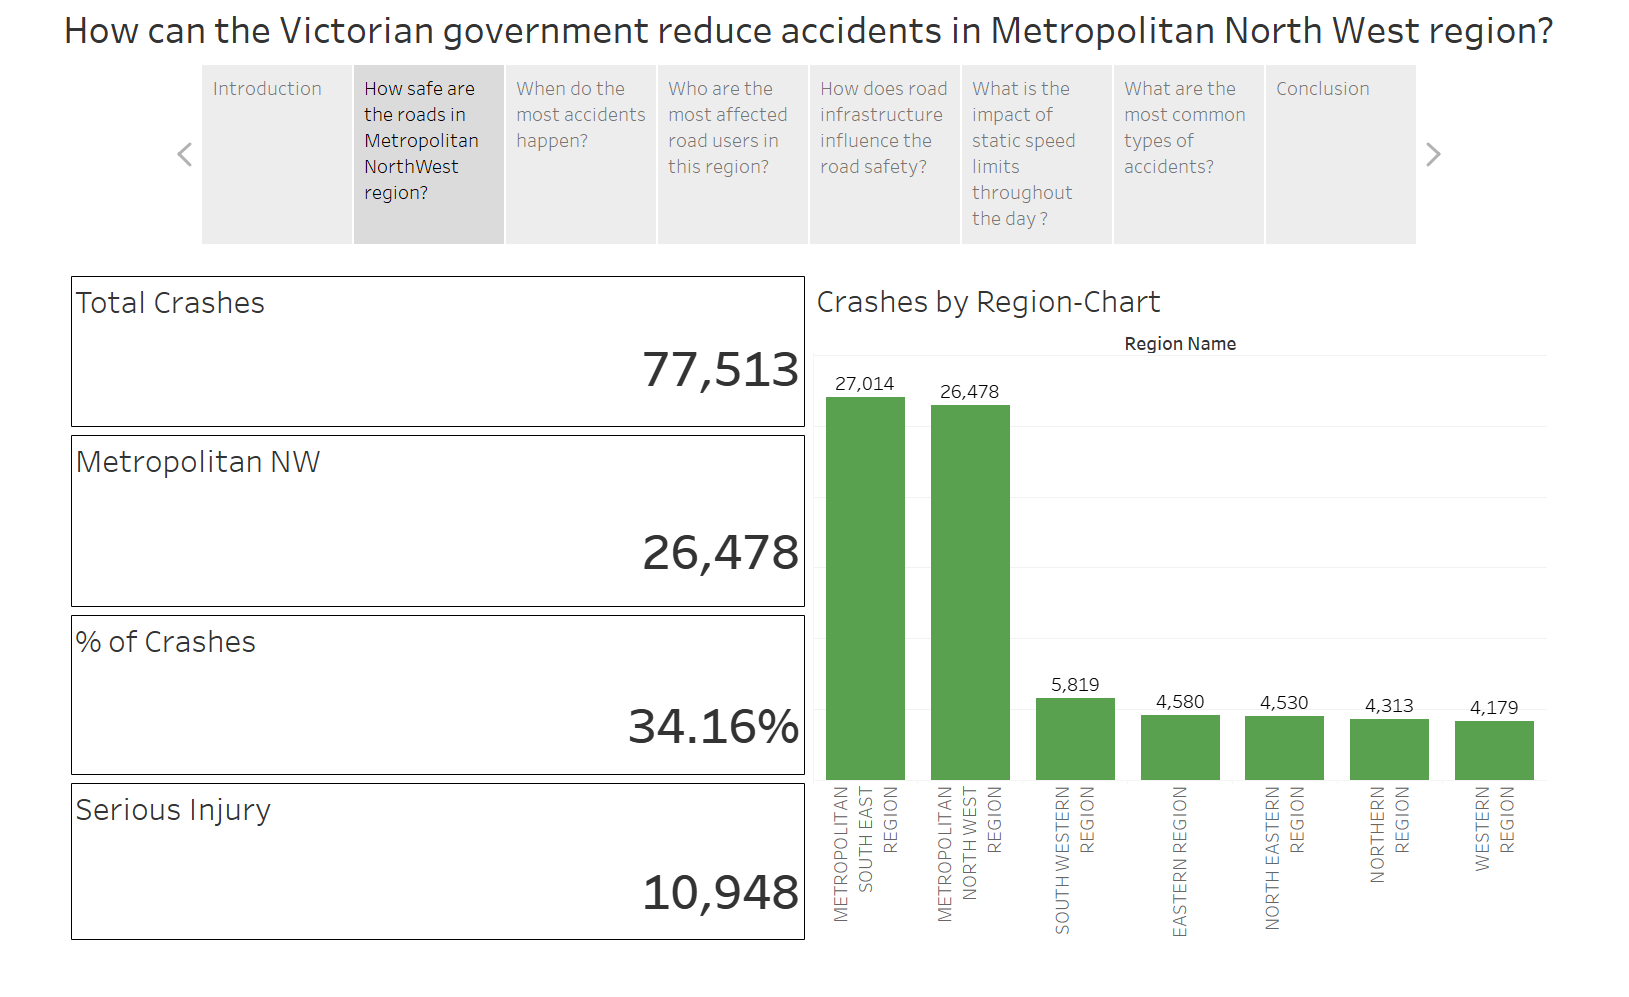 How can the Victorian government reduce accidents in Metropolitan North West region?
Introduction
How safe are
the roads in
Metropolitan
NorthWest
region?
When do the
most accidents
happen?
Who are the
most affected
road users in
this region?
How does road
infrastructure
influence the
road safety?
What is the
impact of
static speed
limits
throughout
the day ?
What are the
most common
types of
accidents?
Conclusion
Total Crashes
77,513
Metropolitan NW
26,478
% of Crashes
34.16%
Serious Injury
10,948
Crashes by Region-Chart
Region Name
27,014
26,478
5,819
4,580
4,530
4,313
4,179
METROPOLITAN
SOUTH EAST
REGION
METROPOLITAN
NORTH WEST
REGION
SOUTH WESTERN
REGION
EASTERN REGION
NORTH EASTERN
REGION
NORTHERN
REGION
WESTERN
REGION